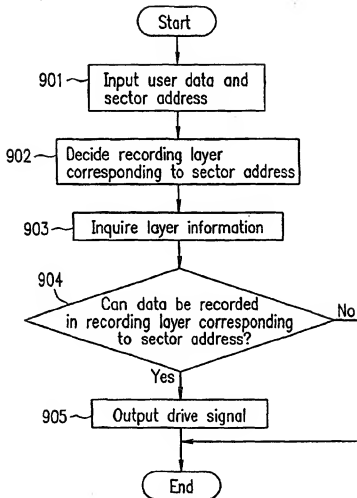 Start
901
Input user data and
sector address
902
Decide recording layer
corresponding to sector address
903
Inquire layer information
904
Can data be recorded
in recording layer corresponding
to sector address?
No
Yes
905
Output drive signal
End